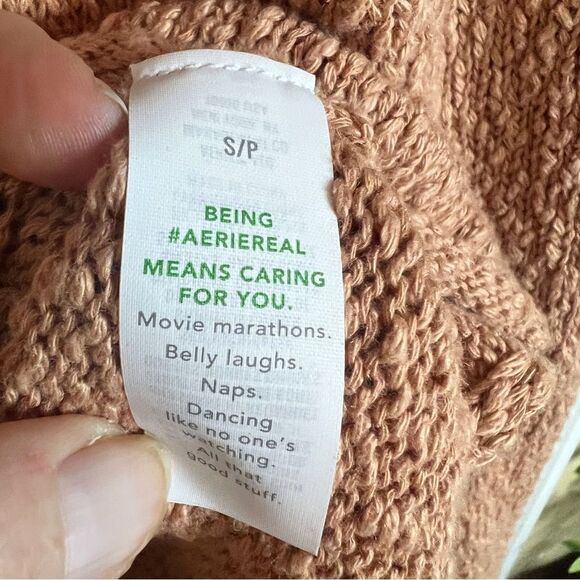 S/P
BEING
#AERIEREAL
MEANS CARING
FOR YOU.
Movie marathons.
Belly laughs.
Naps.
Dancing
like no one's
watching.
All that
good stuff.